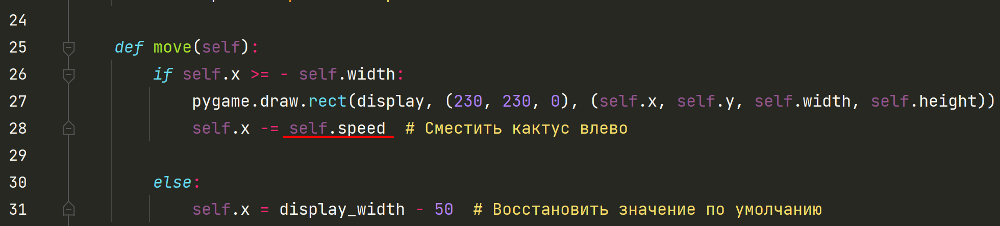 24
25 def move(self):
26 if self.x >= - self.width:
27 pygame.draw.rect(display, (230, 230, 0), (self.x, self.y, self.width, self.height))
28 self.x -= self.speed  # Сместить кактус влево
29
30 else:
31 self.x = display_width - 50  # Восстановить значение по умолчанию